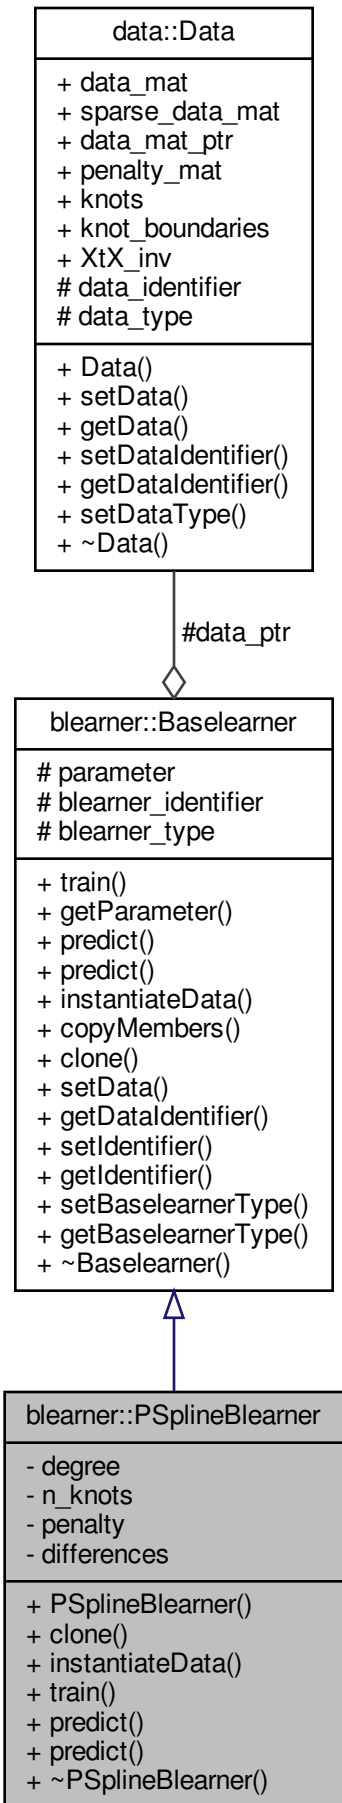 data::Data
+ data_mat
+ sparse_data_mat
+ data_mat_ptr
+ penalty_mat
+ knots
+ knot_boundaries
+ XtX_inv
# data_identifier
# data_type
+ Data()
+ setData()
+ getData()
+ setDataIdentifier()
+ getDataIdentifier()
+ setDataType()
+ ~Data()
#data_ptr
blearner::Baselearner
# parameter
# blearner_identifier
# blearner_type
+ train()
+ getParameter()
+ predict()
+ predict()
+ instantiateData()
+ copyMembers()
+ clone()
+ setData()
+ getDataIdentifier()
+ setIdentifier()
+ getIdentifier()
+ setBaselearnerType()
+ getBaselearnerType()
+ ~Baselearner()
blearner::PSplineBlearner
- degree
- n_knots
- penalty
- differences
+ PSplineBlearner()
+ clone()
+ instantiateData()
+ train()
+ predict()
+ predict()
+ ~PSplineBlearner()